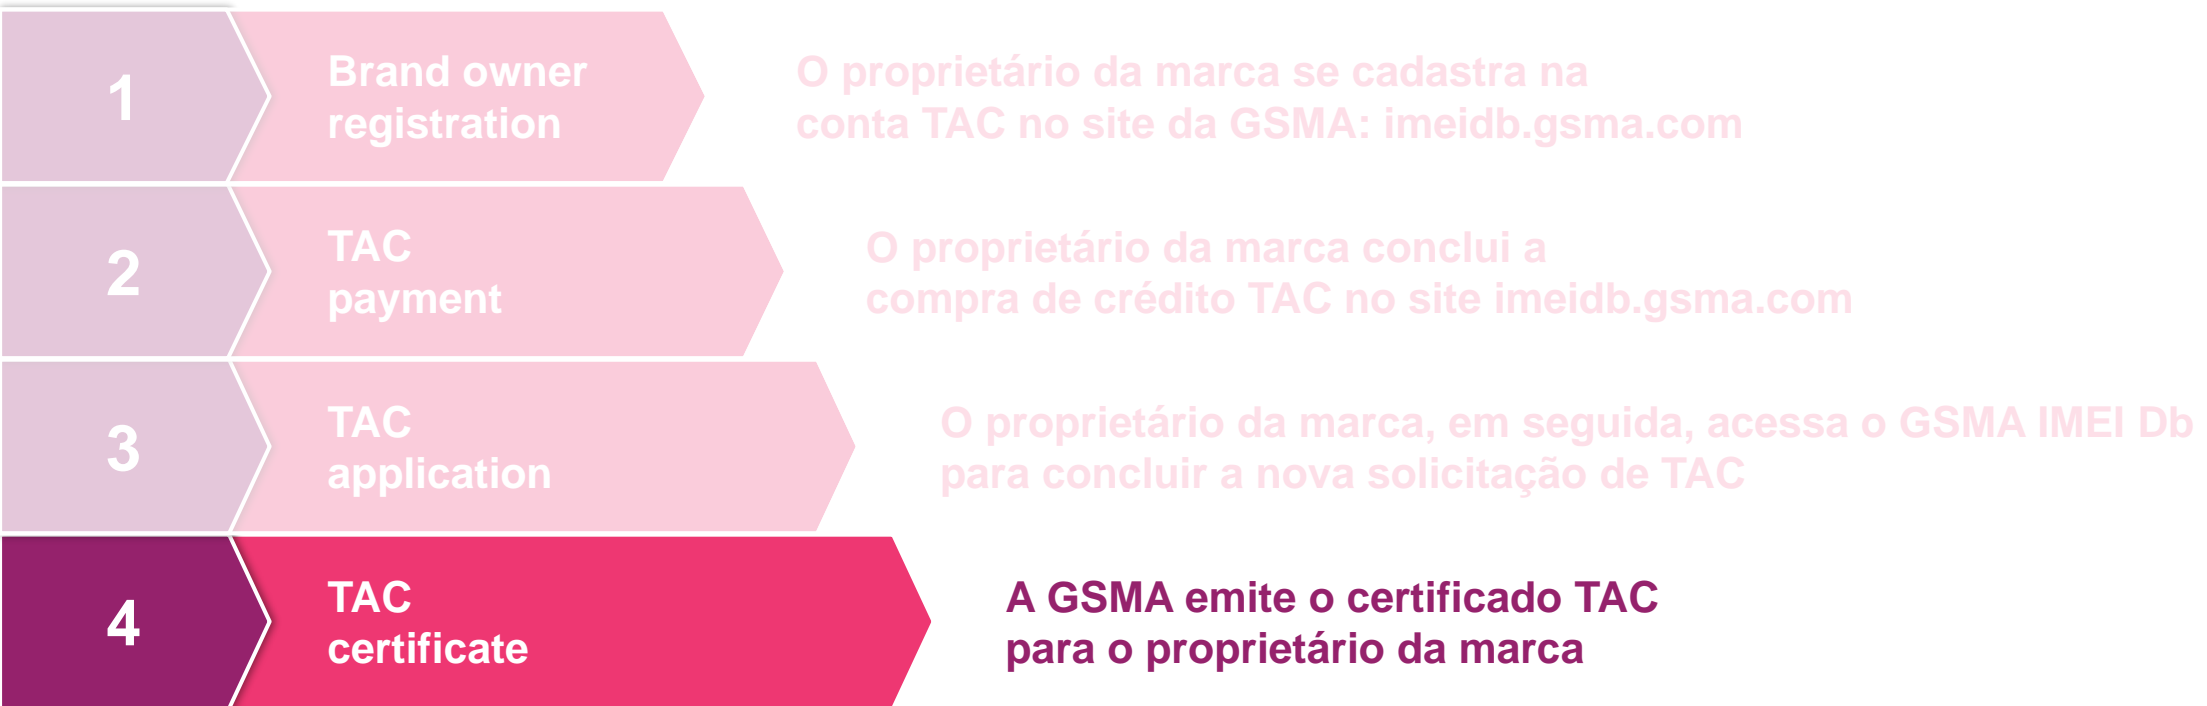 1
Brand owner
registration
O proprietário da marca se cadastra na
conta TAC no site da GSMA: imeidb.gsma.com
2
TAC
payment
O proprietário da marca conclui a
compra de crédito TAC no site imeidb.gsma.com
3
TAC
application
O proprietário da marca, em seguida, acessa o GSMA IMEI Db
para concluir a nova solicitação de TAC
4
TAC
certificate
A GSMA emite o certificado TAC
para o proprietário da marca